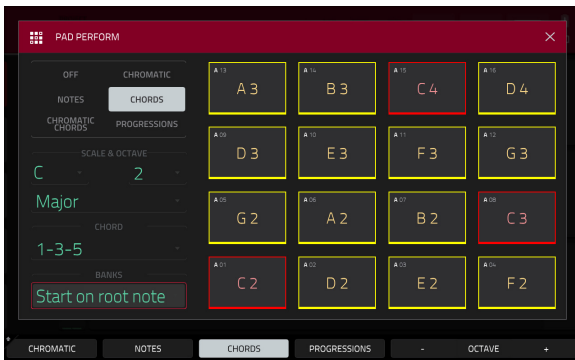 PAD PERFORM
OFF CHROMATIC
NOTES CHORDS
CHROMATIC CHORDS PROGRESSIONS
SCALE & OCTAVE
C 2
Major
CHORD
1-3-5
BANKS
Start on root note
A 13 A 14 A 15 A 16
A 3 B 3 C 4 D 4
A 09 A 10 A 11 A 12
D 3 E 3 F 3 G 3
A 05 A 06 A 07 A 08
G 2 A 2 B 2 C 3
A 01 A 02 A 03 A 04
C 2 D 2 E 2 F 2
CHROMATIC NOTES CHORDS PROGRESSIONS - OCTAVE +